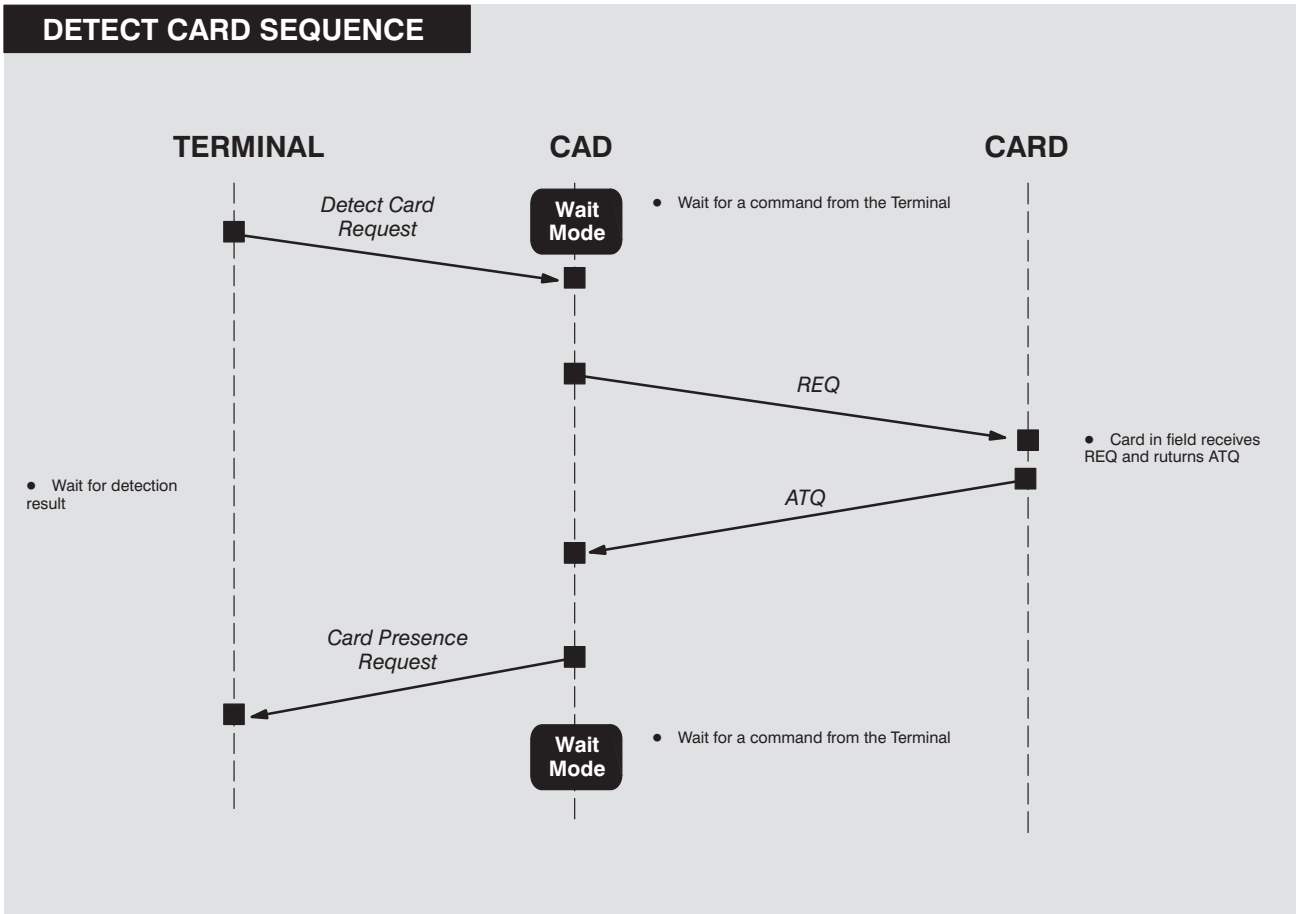 DETECT CARD SEQUENCE
TERMINAL
CAD
CARD
Detect Card
Request
Wait
Mode
● Wait for a command from the Terminal
REQ
● Card in field receives
REQ and ruturns ATQ
● Wait for detection
result
ATQ
Card Presence
Request
Wait
Mode
● Wait for a command from the Terminal